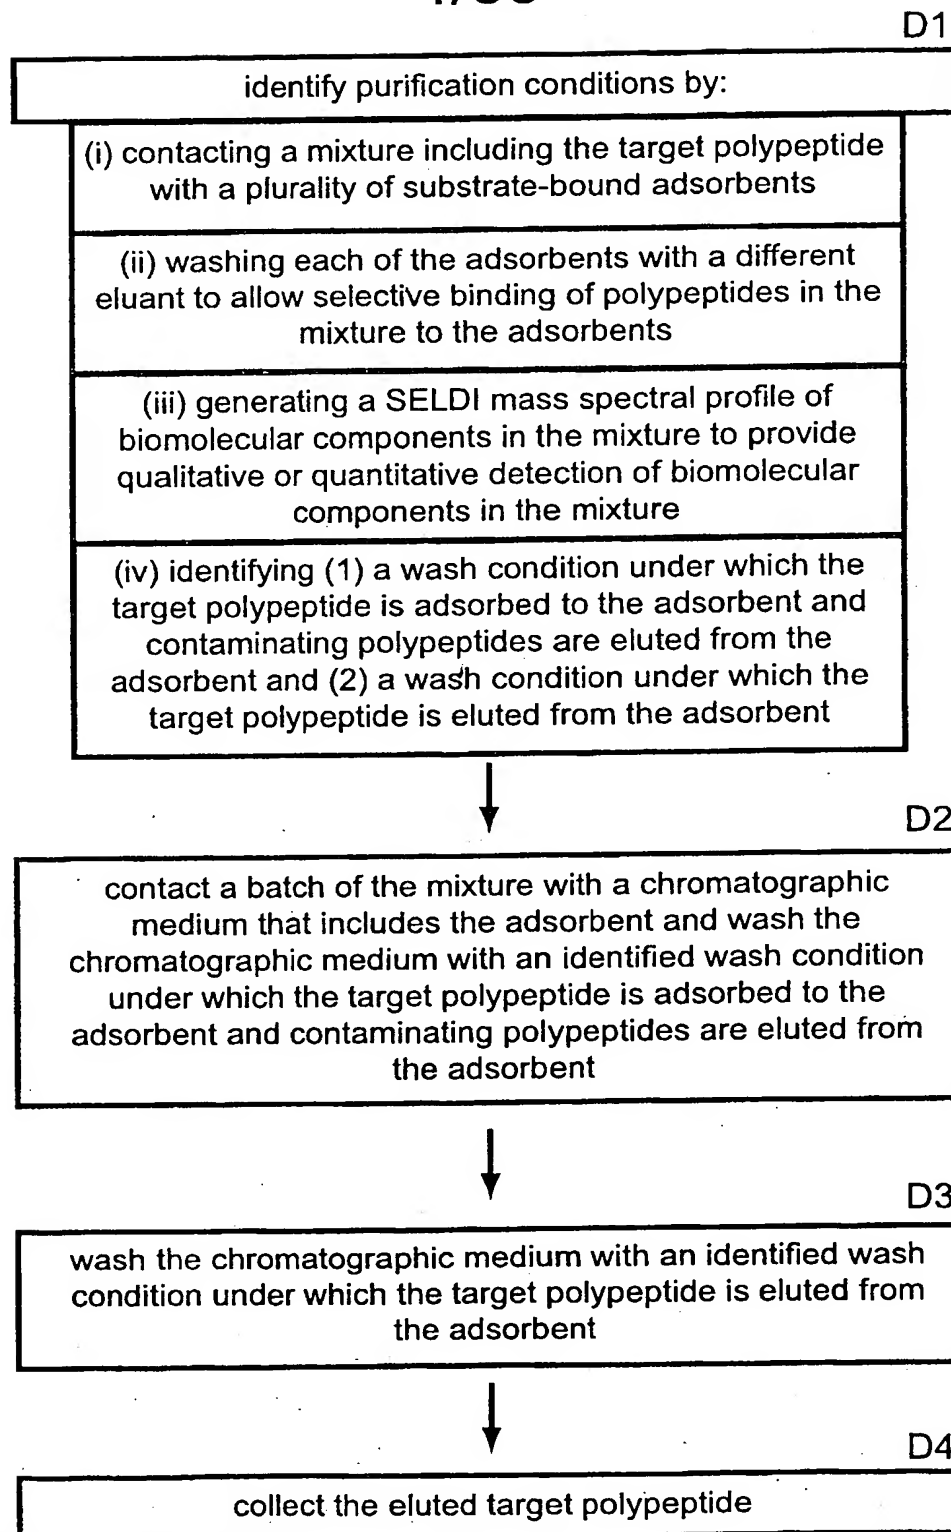 D1
identify purification conditions by:
(i) contacting a mixture including the target polypeptide
with a plurality of substrate-bound adsorbents
(ii) washing each of the adsorbents with a different
eluant to allow selective binding of polypeptides in the
mixture to the adsorbents
(iii) generating a SELDI mass spectral profile of
biomolecular components in the mixture to provide
qualitative or quantitative detection of biomolecular
components in the mixture
(iv) identifying (1) a wash condition under which the
target polypeptide is adsorbed to the adsorbent and
contaminating polypeptides are eluted from the
adsorbent and (2) a wash condition under which the
target polypeptide is eluted from the adsorbent
D2
contact a batch of the mixture with a chromatographic
medium that includes the adsorbent and wash the
chromatographic medium with an identified wash condition
under which the target polypeptide is adsorbed to the
adsorbent and contaminating polypeptides are eluted from
the adsorbent
D3
wash the chromatographic medium with an identified wash
condition under which the target polypeptide is eluted from
the adsorbent
D4
collect the eluted target polypeptide